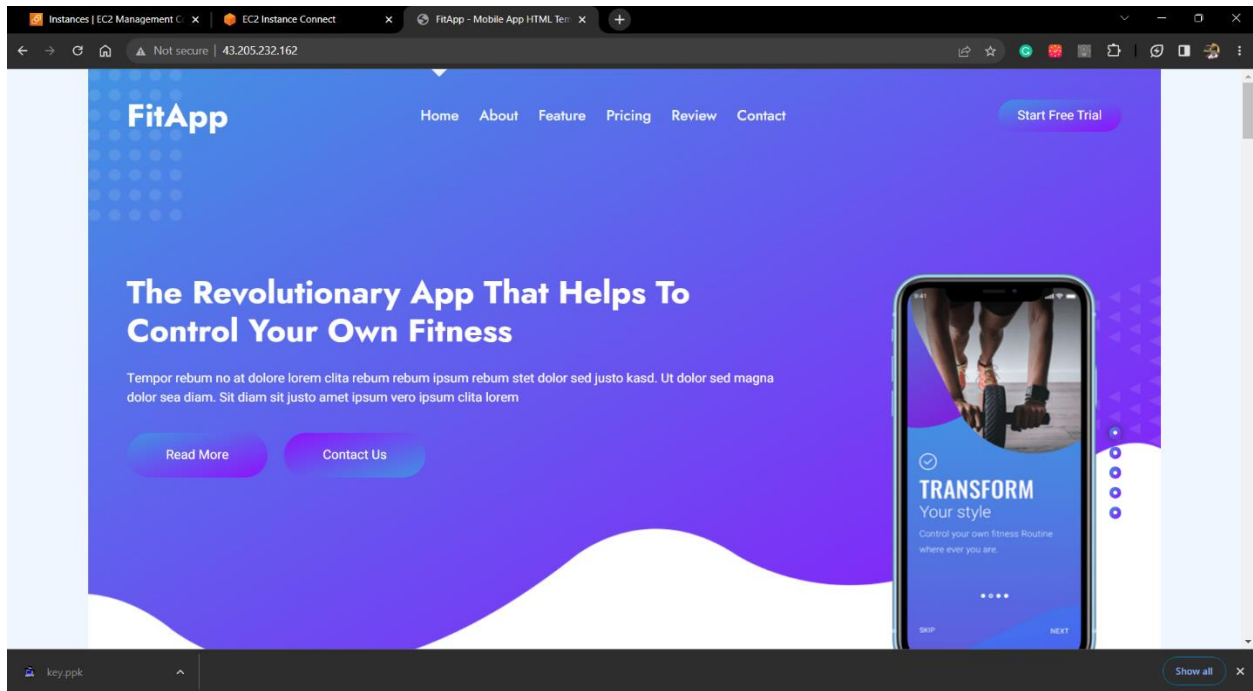 Instances | EC2 Management C
EC2 Instance Connect
FitApp - Mobile App HTML Tem
Not secure | 43.205.232.162
FitApp
Home About Feature Pricing Review Contact
Start Free Trial
The Revolutionary App That Helps To
Control Your Own Fitness
Tempor rebum no at dolore lorem clita rebum rebum ipsum rebum stet dolor sed justo kasd. Ut dolor sed magna
dolor sea diam. Sit diam sit justo amet ipsum vero ipsum clita lorem
Read More
Contact Us
9:41
TRANSFORM
Your style
Control your own fitness Routine
where ever you are.
SKIP
NEXT
key.ppk
Show all